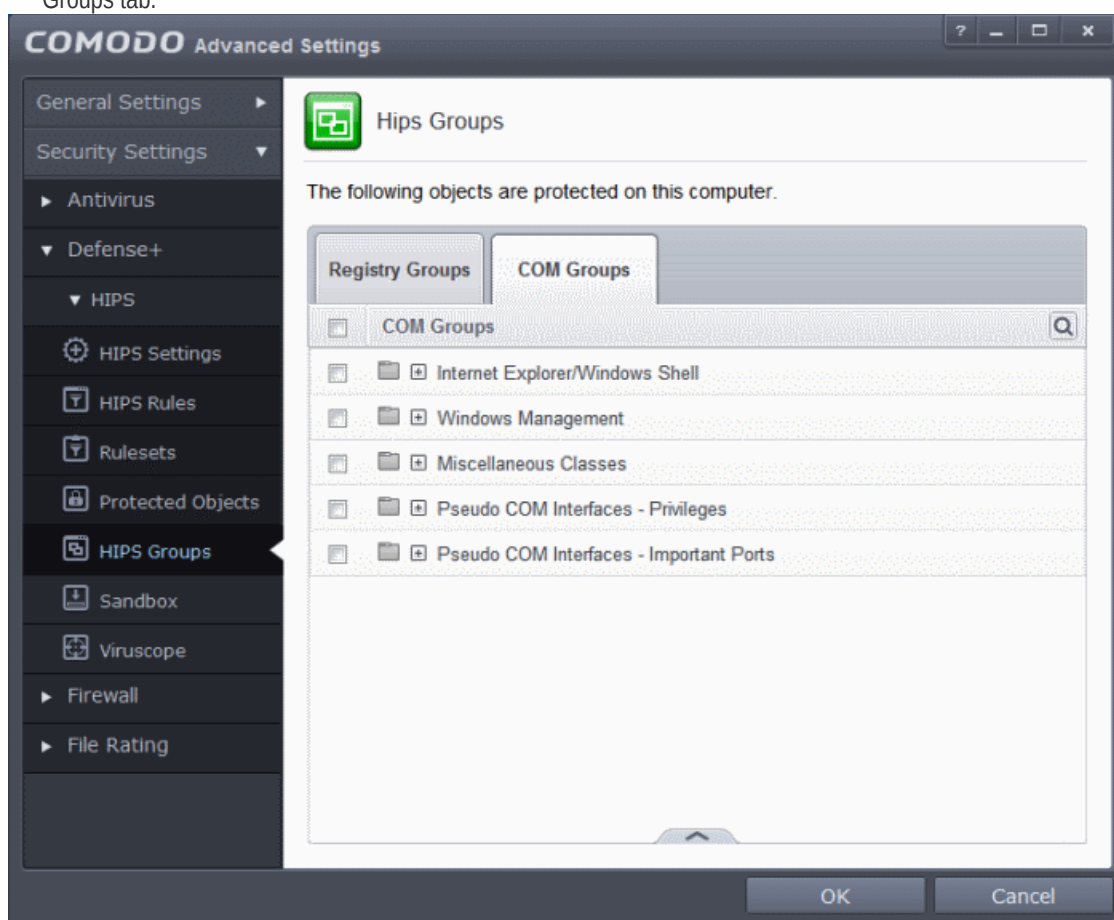 Groups tab.
COMODO Advanced Settings
?
General Settings
Security Settings
Antivirus
Defense+
HIPS
HIPS Settings
HIPS Rules
Rulesets
Protected Objects
HIPS Groups
Sandbox
Viruscope
Firewall
File Rating
Hips Groups
The following objects are protected on this computer.
Registry Groups
COM Groups
COM Groups
Internet Explorer/Windows Shell
Windows Management
Miscellaneous Classes
Pseudo COM Interfaces - Privileges
Pseudo COM Interfaces - Important Ports
OK
Cancel